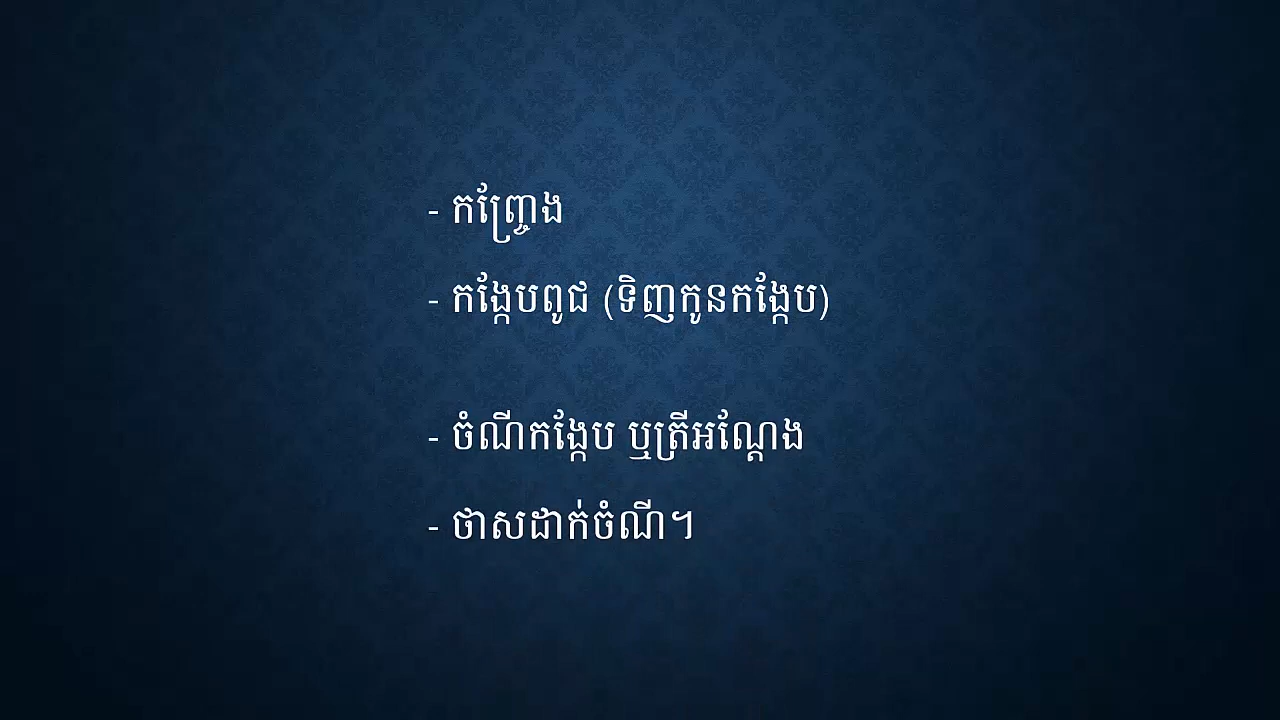 - កញ្ច្រែង
- កង្កែបពូជ (ទិញកូនកង្កែប)
- ចំណីកង្កែប ឬត្រីអណ្តែង
- ថាសដាក់ចំណី។